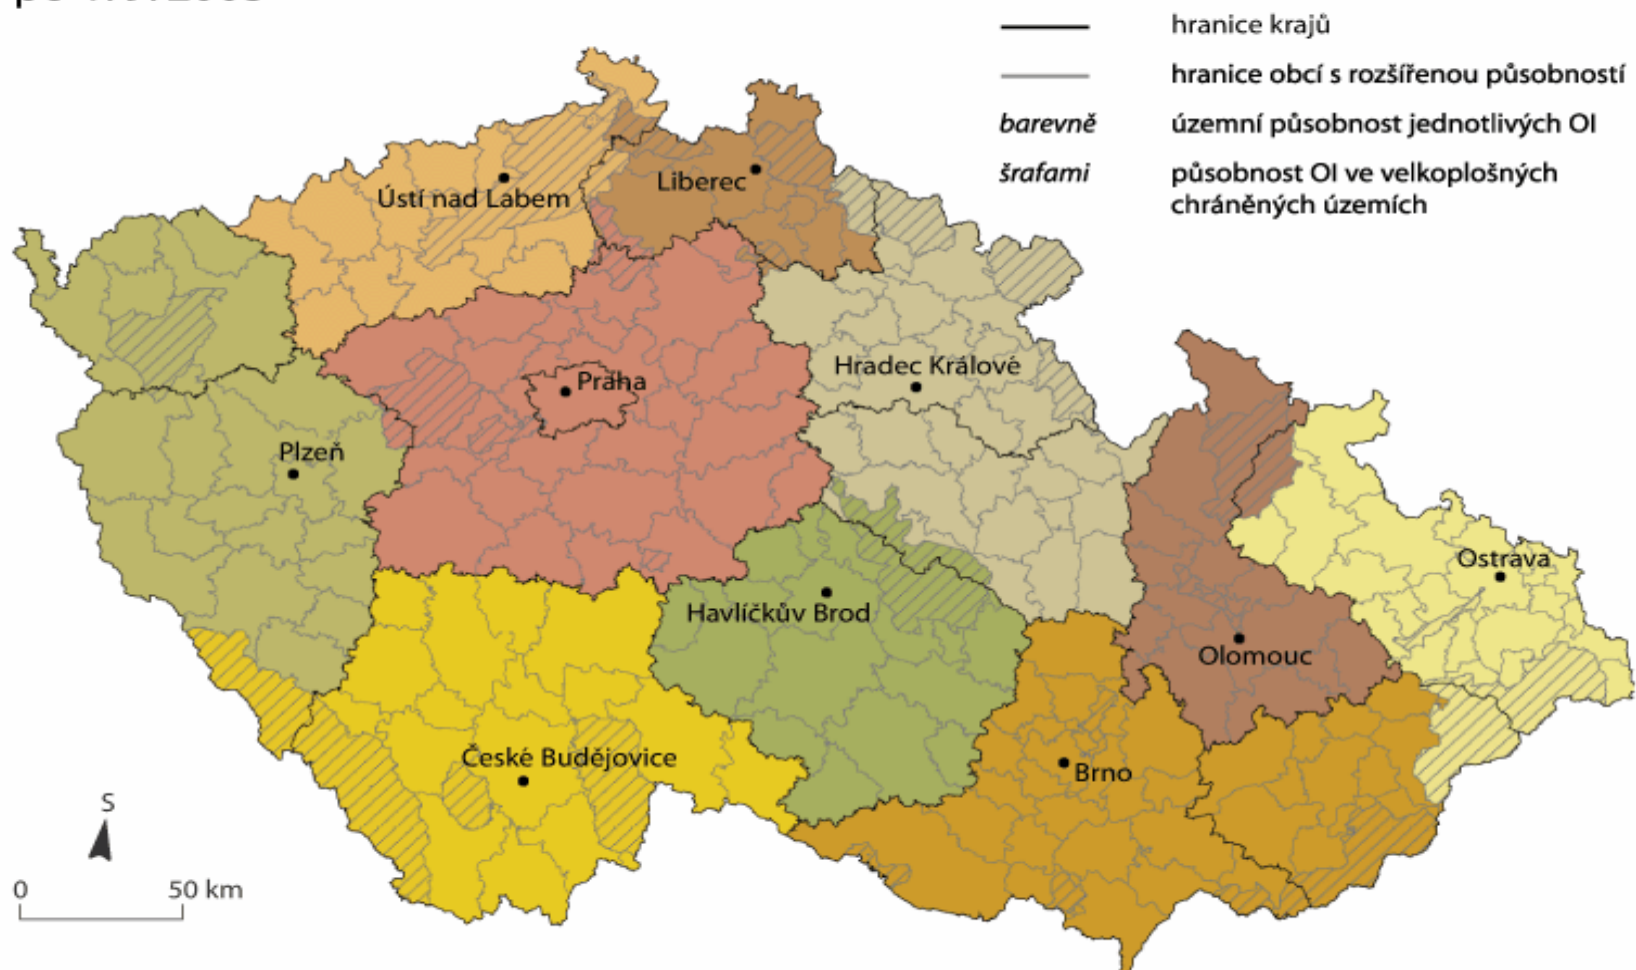 hranice krajů
hranice obcí s rozšířenou působností
barevně územní působnost jednotlivých OI
šrafami působnost OI ve velkoplošných
chráněných územích
Liberec
Ústí nad Labem
Hradec Králové
Praha
Plzeň
Ostrava
Havlíčkův Brod
Olomouc
České Budějovice
Brno
S
0 50 km